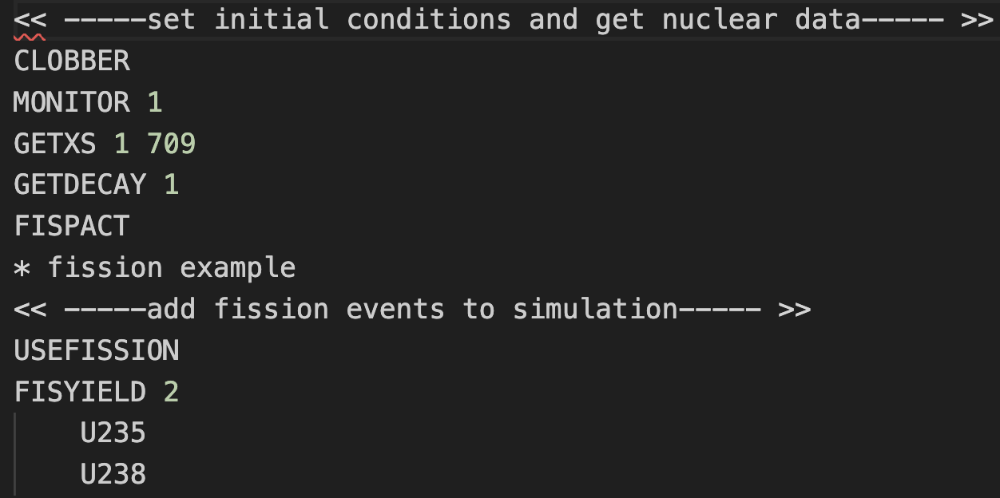 << -----set initial conditions and get nuclear data----- >>
CLOBBER
MONITOR 1
GETXS 1 709
GETDECAY 1
FISPACT
* fission example
<< -----add fission events to simulation----- >>
USEFISSION
FISYIELD 2
U235
U238